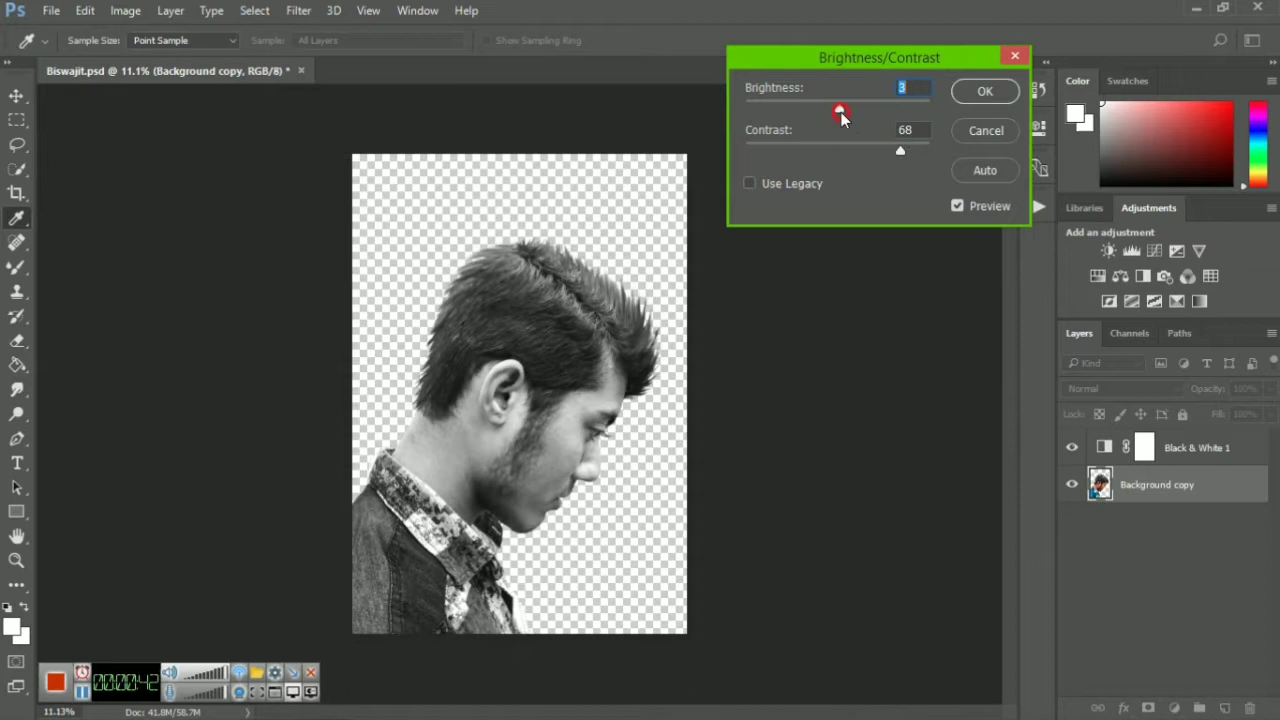 Ps File Edit Image Layer Type Select Filter 3D View Window Help
Sample Size: Point Sample Sample: All Layers Show Sampling Ring
Biswajit.psd @ 11.1% (Background copy, RGB/8) *
Brightness/Contrast
Brightness: 3
OK
Contrast: 68
Cancel
Auto
Use Legacy
Preview
Color Swatches
Libraries Adjustments
Add an adjustment
Layers Channels Paths
Kind
Normal Opacity: 100%
Lock: Fill: 100%
Black & White 1
Background copy
00:00:42
11.13% Doc: 41.8M/58.7M